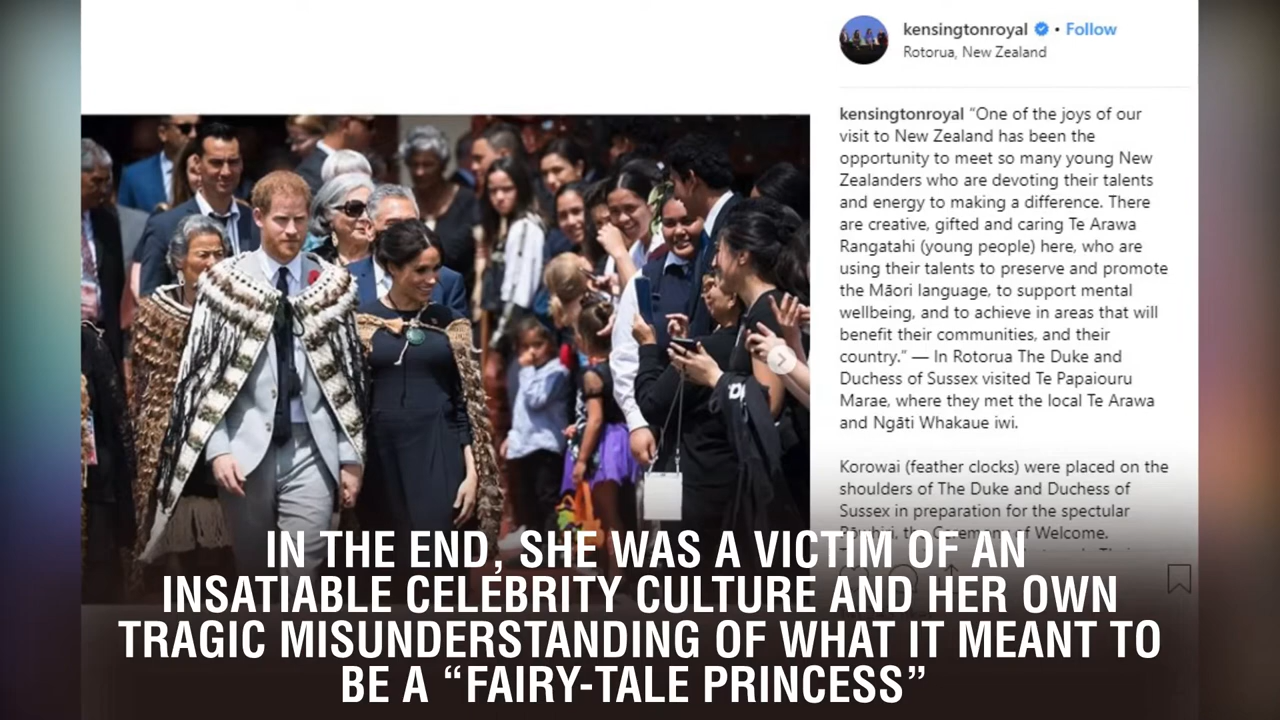 kensingtonroyal • Follow
Rotorua, New Zealand
kensingtonroyal “One of the joys of our
visit to New Zealand has been the
opportunity to meet so many young New
Zealanders who are devoting their talents
and energy to making a difference. There
are creative, gifted and caring Te Arawa
Rangatahi (young people) here, who are
using their talents to preserve and promote
the Māori language, to support mental
wellbeing, and to achieve in areas that will
benefit their communities, and their
country.” — In Rotorua The Duke and
Duchess of Sussex visited Te Papaiouru
Marae, where they met the local Te Arawa
and Ngāti Whakaue iwi.
Korowai (feather clocks) were placed on the
shoulders of The Duke and Duchess of
Sussex in preparation for the spectular
Pōwhiri, the Ceremony of Welcome.
IN THE END, SHE WAS A VICTIM OF AN
INSATIABLE CELEBRITY CULTURE AND HER OWN
TRAGIC MISUNDERSTANDING OF WHAT IT MEANT TO
BE A “FAIRY-TALE PRINCESS”